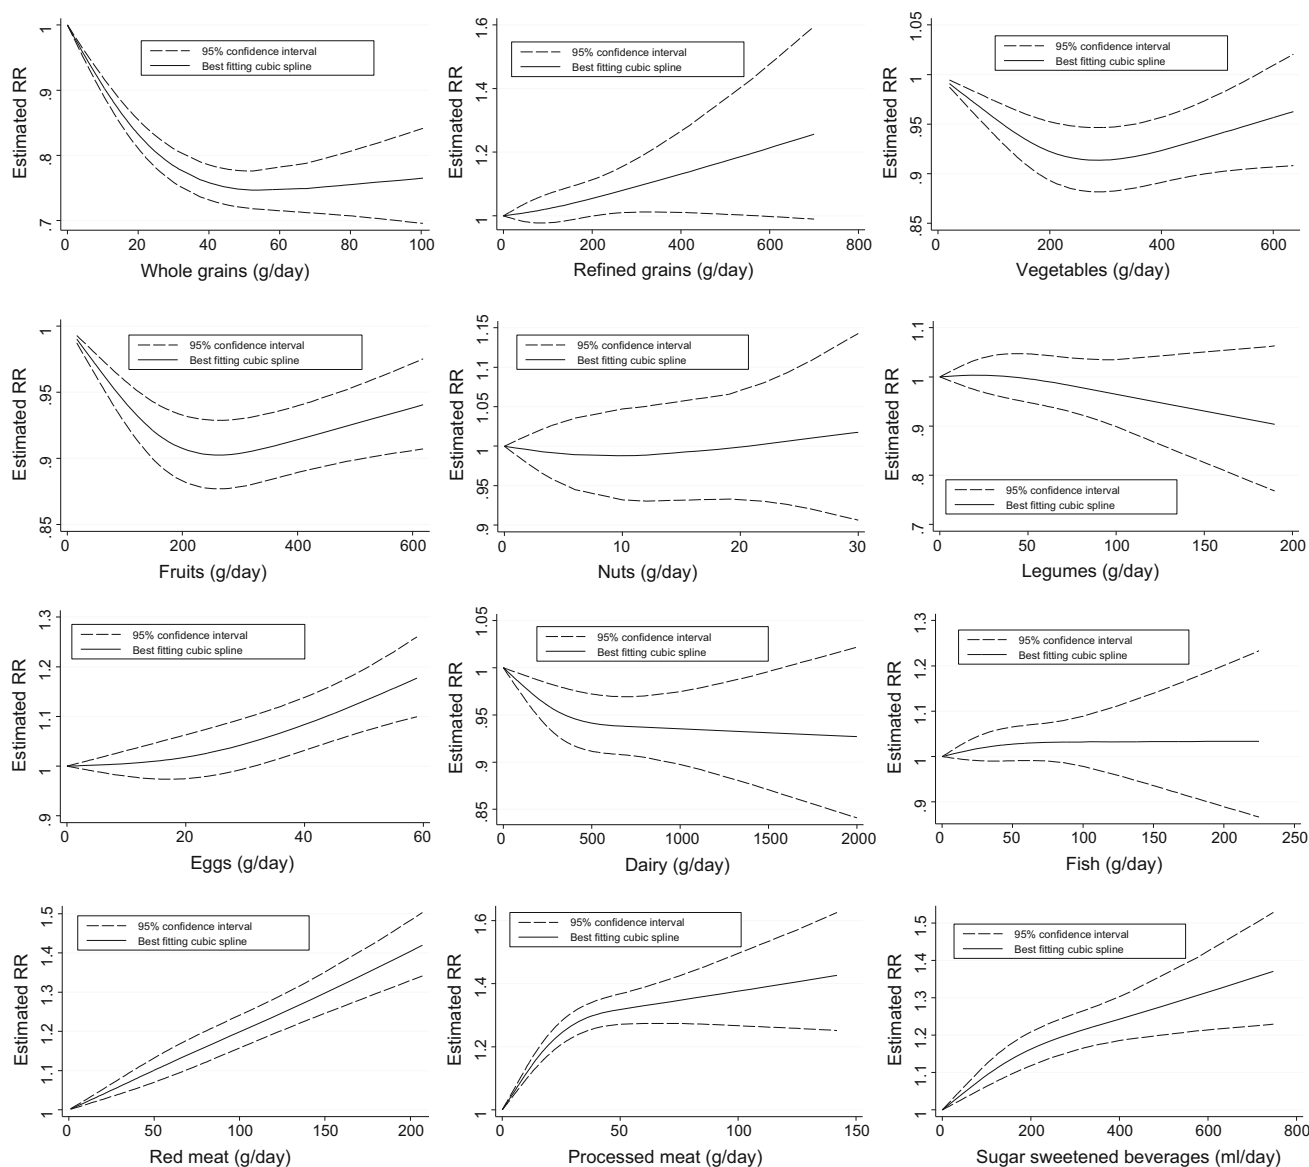 Estimated RR
1
.9
.8
.7
95% confidence interval
Best fitting cubic spline
0 20 40 60 80 100
Whole grains (g/day)
Estimated RR
1.6
1.4
1.2
1
95% confidence interval
Best fitting cubic spline
0 200 400 600 800
Refined grains (g/day)
Estimated RR
1.05
1
.95
.9
.85
95% confidence interval
Best fitting cubic spline
0 200 400 600
Vegetables (g/day)
Estimated RR
1
.95
.9
.85
95% confidence interval
Best fitting cubic spline
0 200 400 600
Fruits (g/day)
Estimated RR
1.15
1.1
1.05
1
.95
.9
95% confidence interval
Best fitting cubic spline
0 10 20 30
Nuts (g/day)
Estimated RR
1.1
1
.9
.8
.7
95% confidence interval
Best fitting cubic spline
0 50 100 150 200
Legumes (g/day)
Estimated RR
1.3
1.2
1.1
1
.9
95% confidence interval
Best fitting cubic spline
0 20 40 60
Eggs (g/day)
Estimated RR
1.05
1
.95
.9
.85
95% confidence interval
Best fitting cubic spline
0 500 1000 1500 2000
Dairy (g/day)
Estimated RR
1.3
1.2
1.1
1
.9
95% confidence interval
Best fitting cubic spline
0 50 100 150 200 250
Fish (g/day)
Estimated RR
1.5
1.4
1.3
1.2
1.1
1
95% confidence interval
Best fitting cubic spline
0 50 100 150 200
Red meat (g/day)
Estimated RR
1.6
1.4
1.2
1
95% confidence interval
Best fitting cubic spline
0 50 100 150
Processed meat (g/day)
Estimated RR
1.5
1.4
1.3
1.2
1.1
1
95% confidence interval
Best fitting cubic spline
0 200 400 600 800
Sugar sweetened beverages (ml/day)